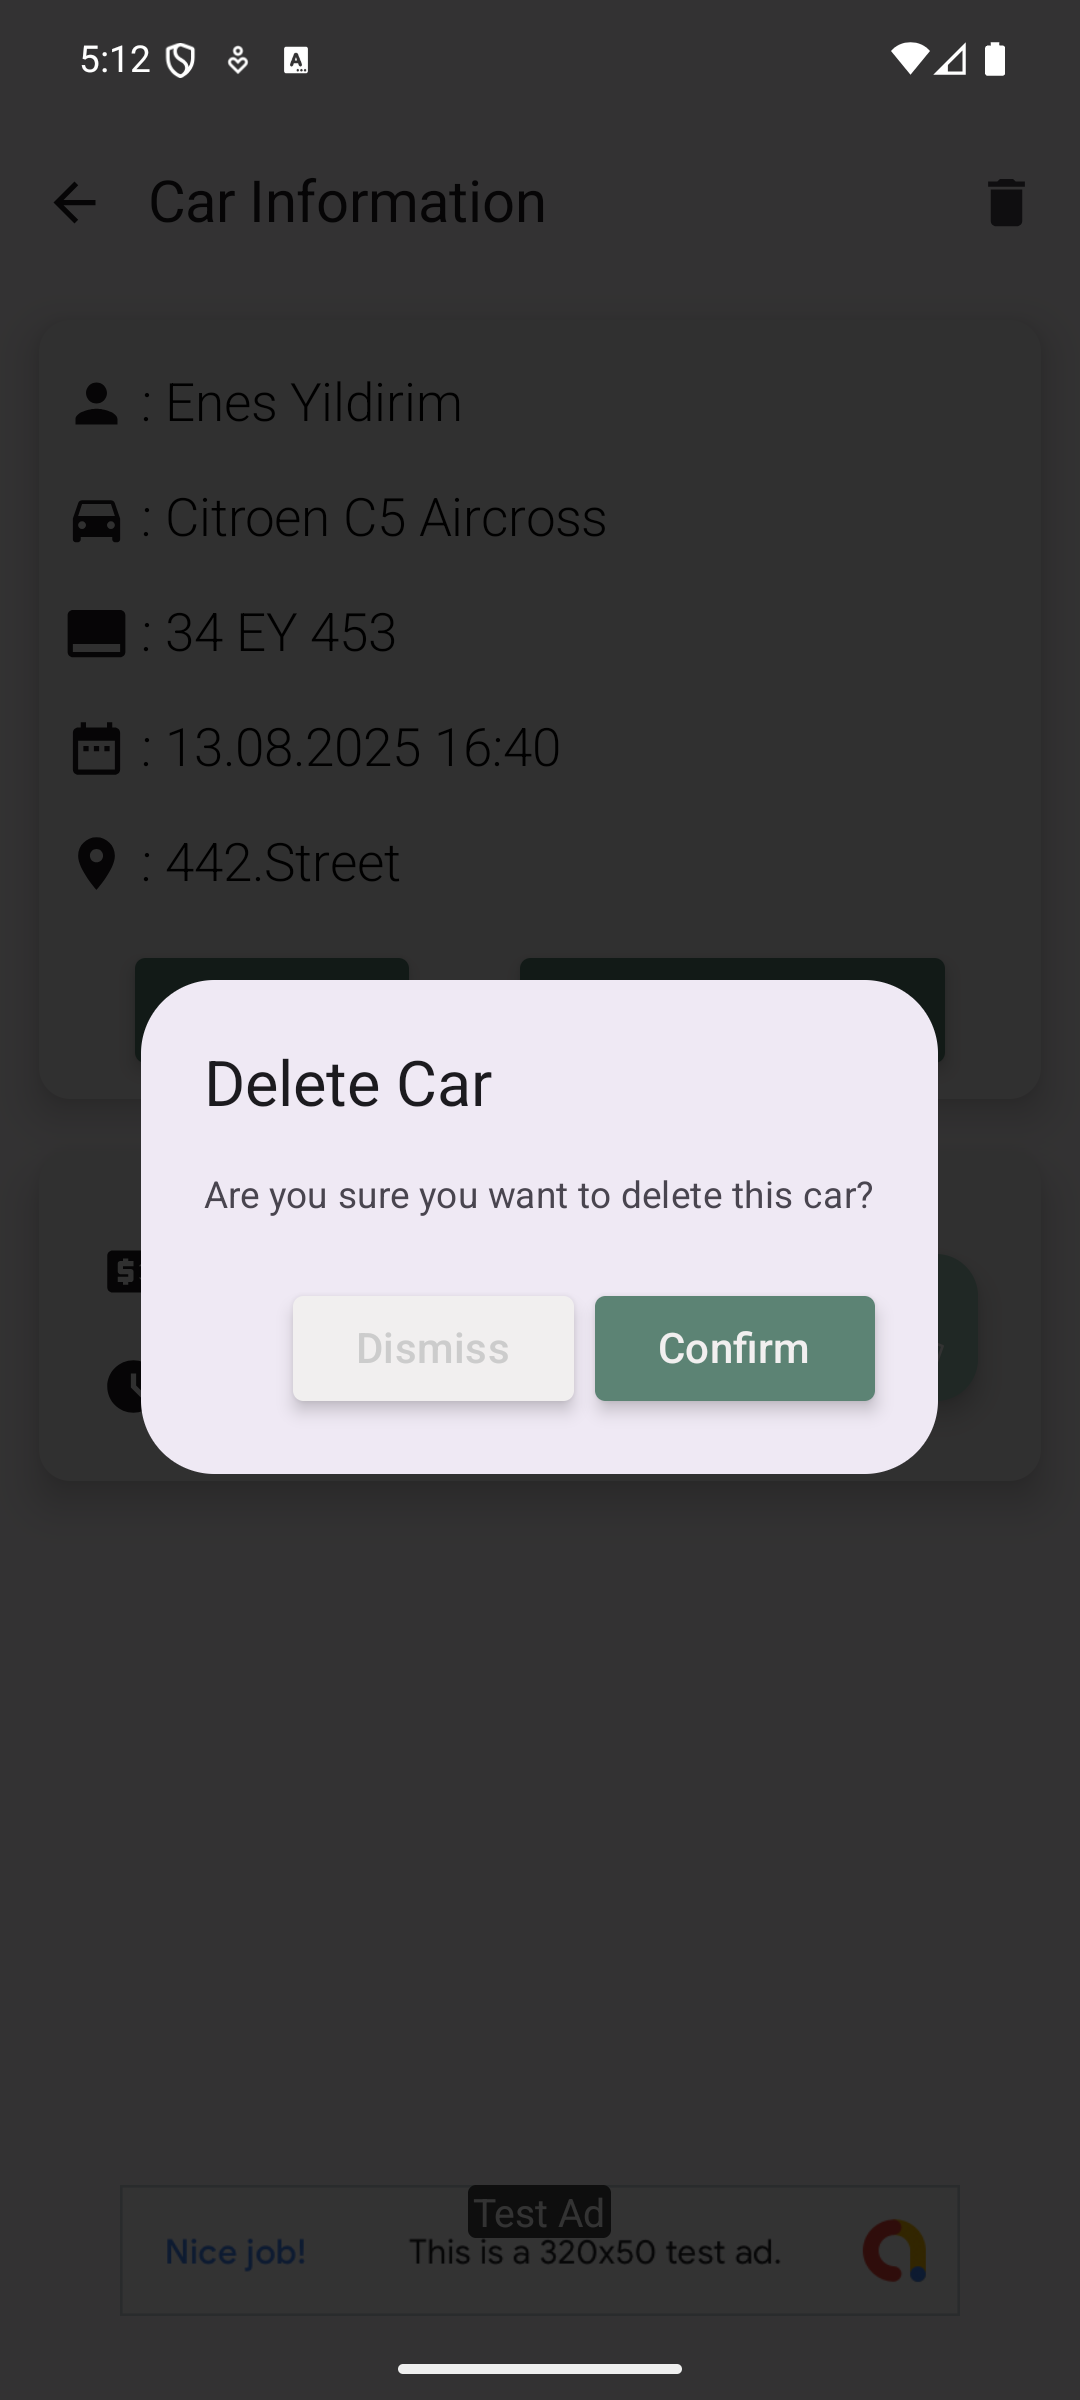 5:12
Car Information
: Enes Yildirim
: Citroen C5 Aircross
: 34 EY 453
: 13.08.2025 16:40
: 442.Street
Delete Car
Are you sure you want to delete this car?
Dismiss
Confirm
Test Ad
Nice job!
This is a 320x50 test ad.